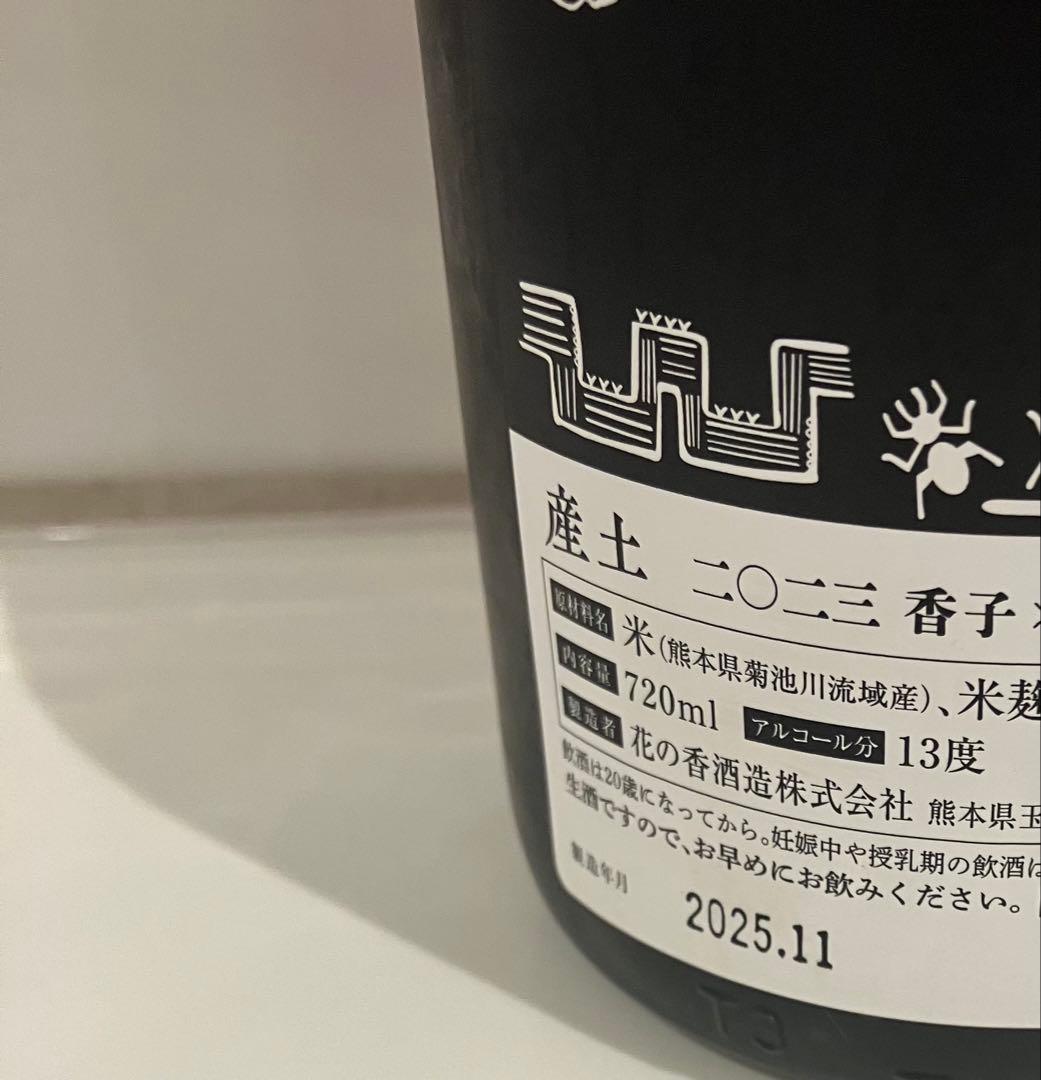 産土 二〇二三 香子
原材料名 米（熊本県菊池川流域産）、米麹
内容量 720ml アルコール分 13度
製造者 花の香酒造株式会社 熊本県玉
飲酒は20歳になってから。妊娠中や授乳期の飲酒は
生酒ですので、お早めにお飲みください。
製造年月 2025.11